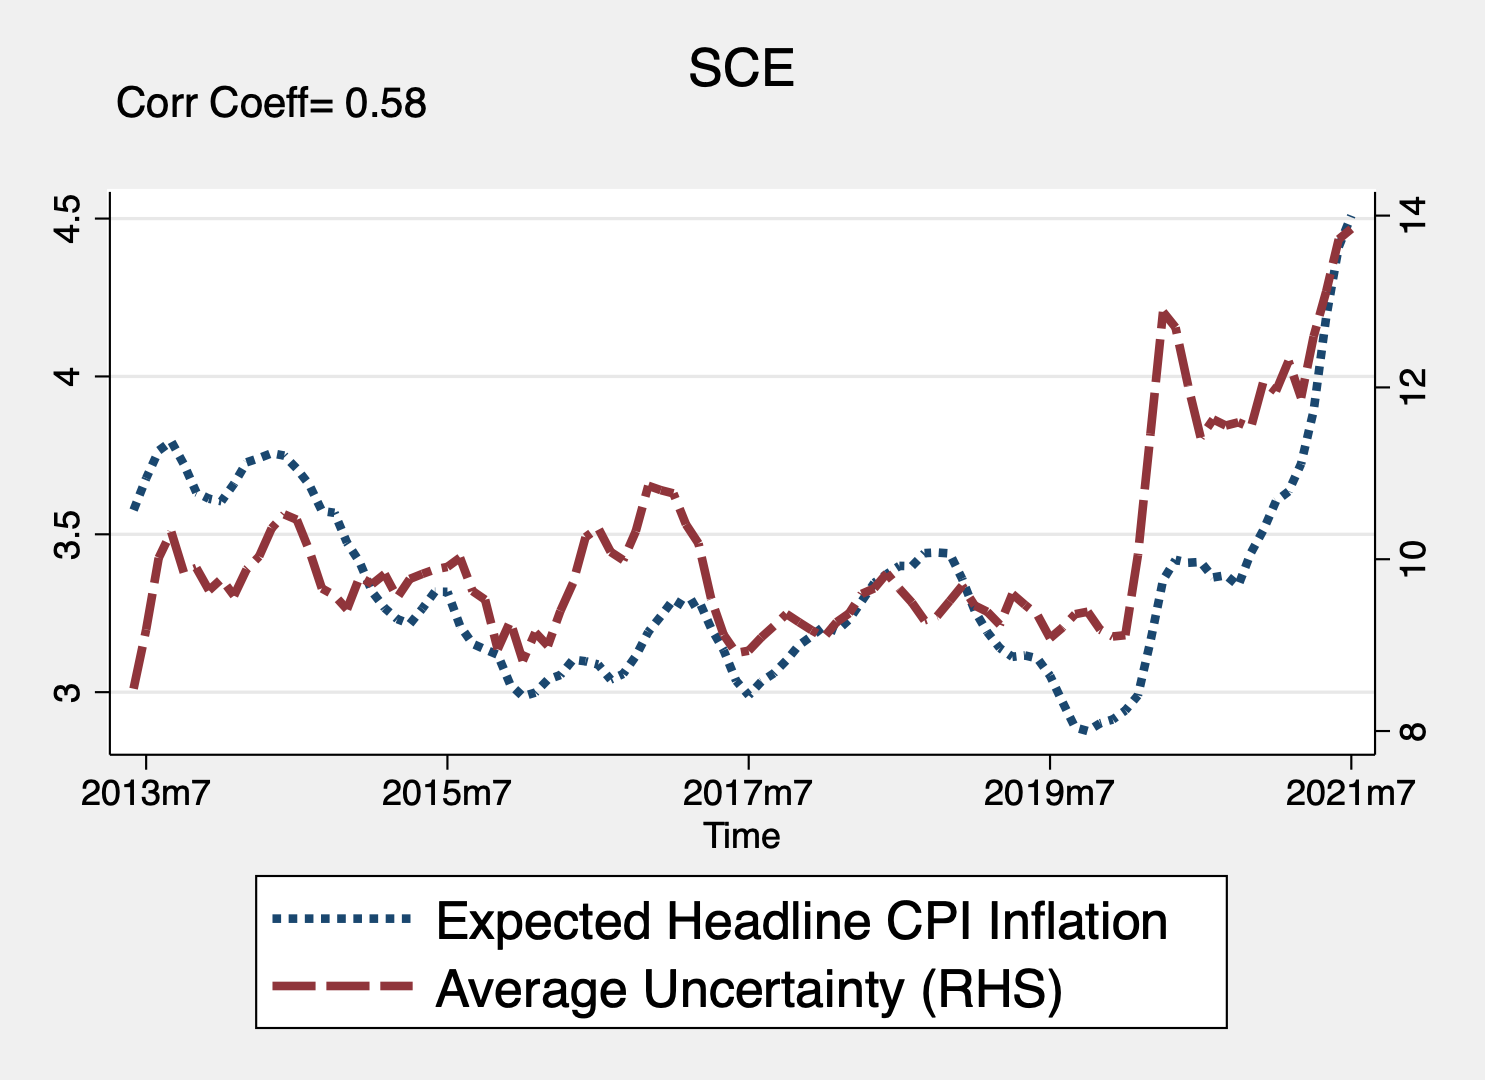 SCE
Corr Coeff= 0.58
4.5
4
3.5
3
14
12
10
8
2013m7 2015m7 2017m7 2019m7 2021m7
Time
Expected Headline CPI Inflation
Average Uncertainty (RHS)